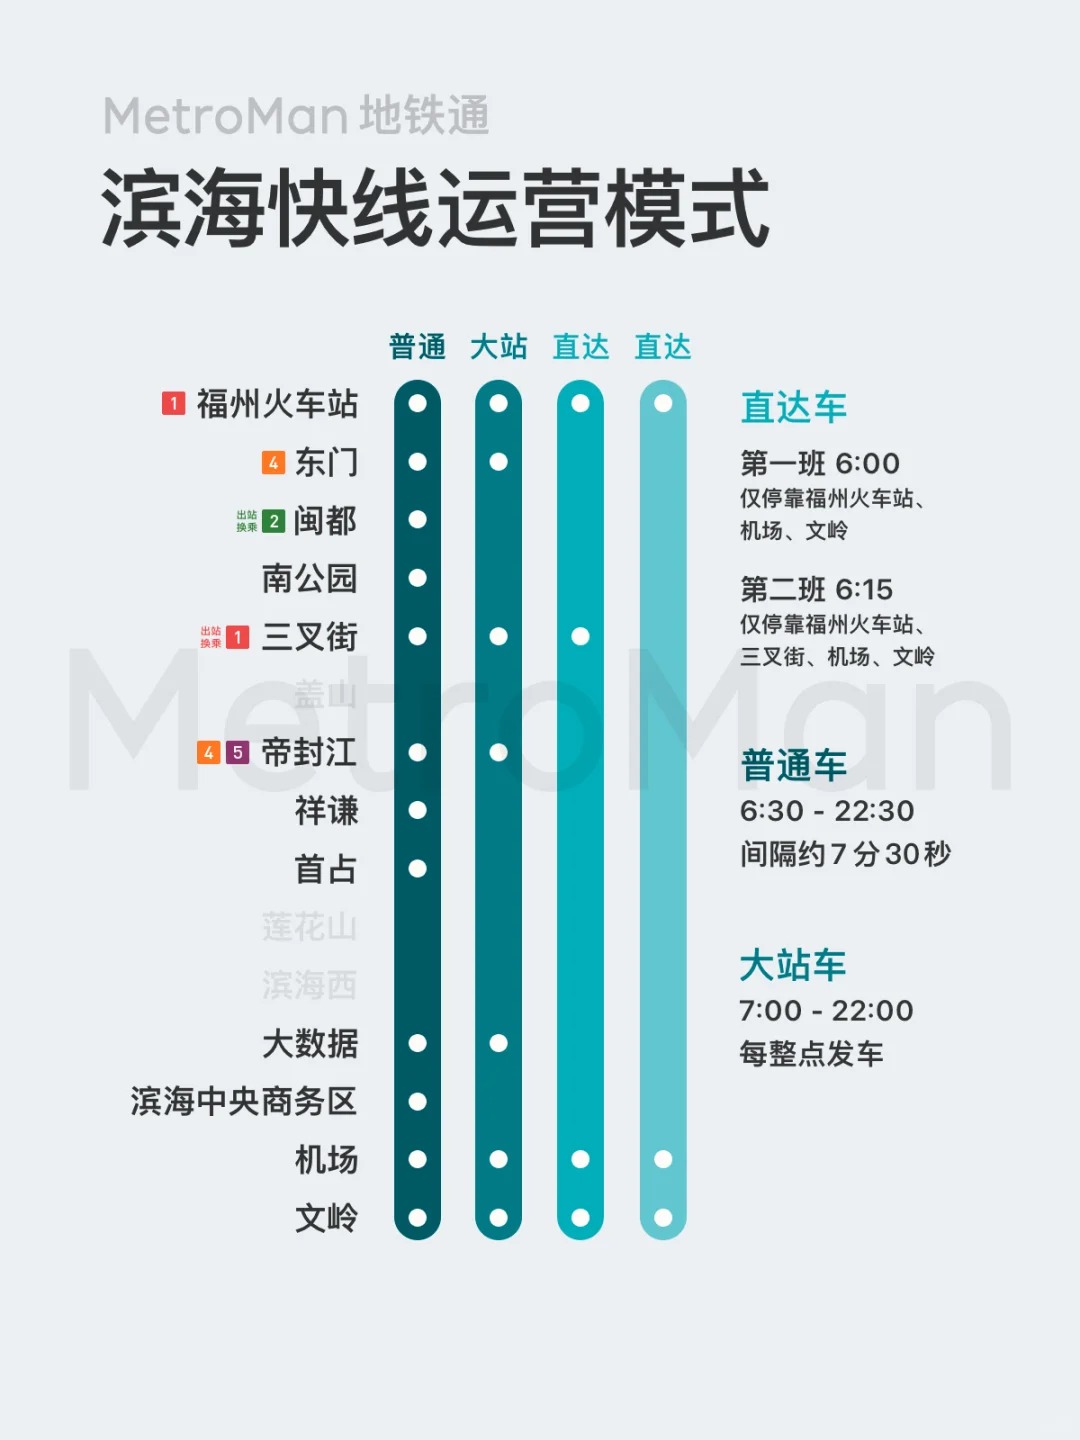 MetroMan 地铁通
滨海快线运营模式
普通 大站 直达 直达
1 福州火车站
4 东门
出站换乘 2 闽都
南公园
出站换乘 1 三叉街
盖山
4 5 帝封江
祥谦
首占
莲花山
滨海西
大数据
滨海中央商务区
机场
文岭
直达车
第一班 6:00
仅停靠福州火车站、
机场、文岭
第二班 6:15
仅停靠福州火车站、
三叉街、机场、文岭
普通车
6:30 - 22:30
间隔约7分30秒
大站车
7:00 - 22:00
每整点发车
MetroMan